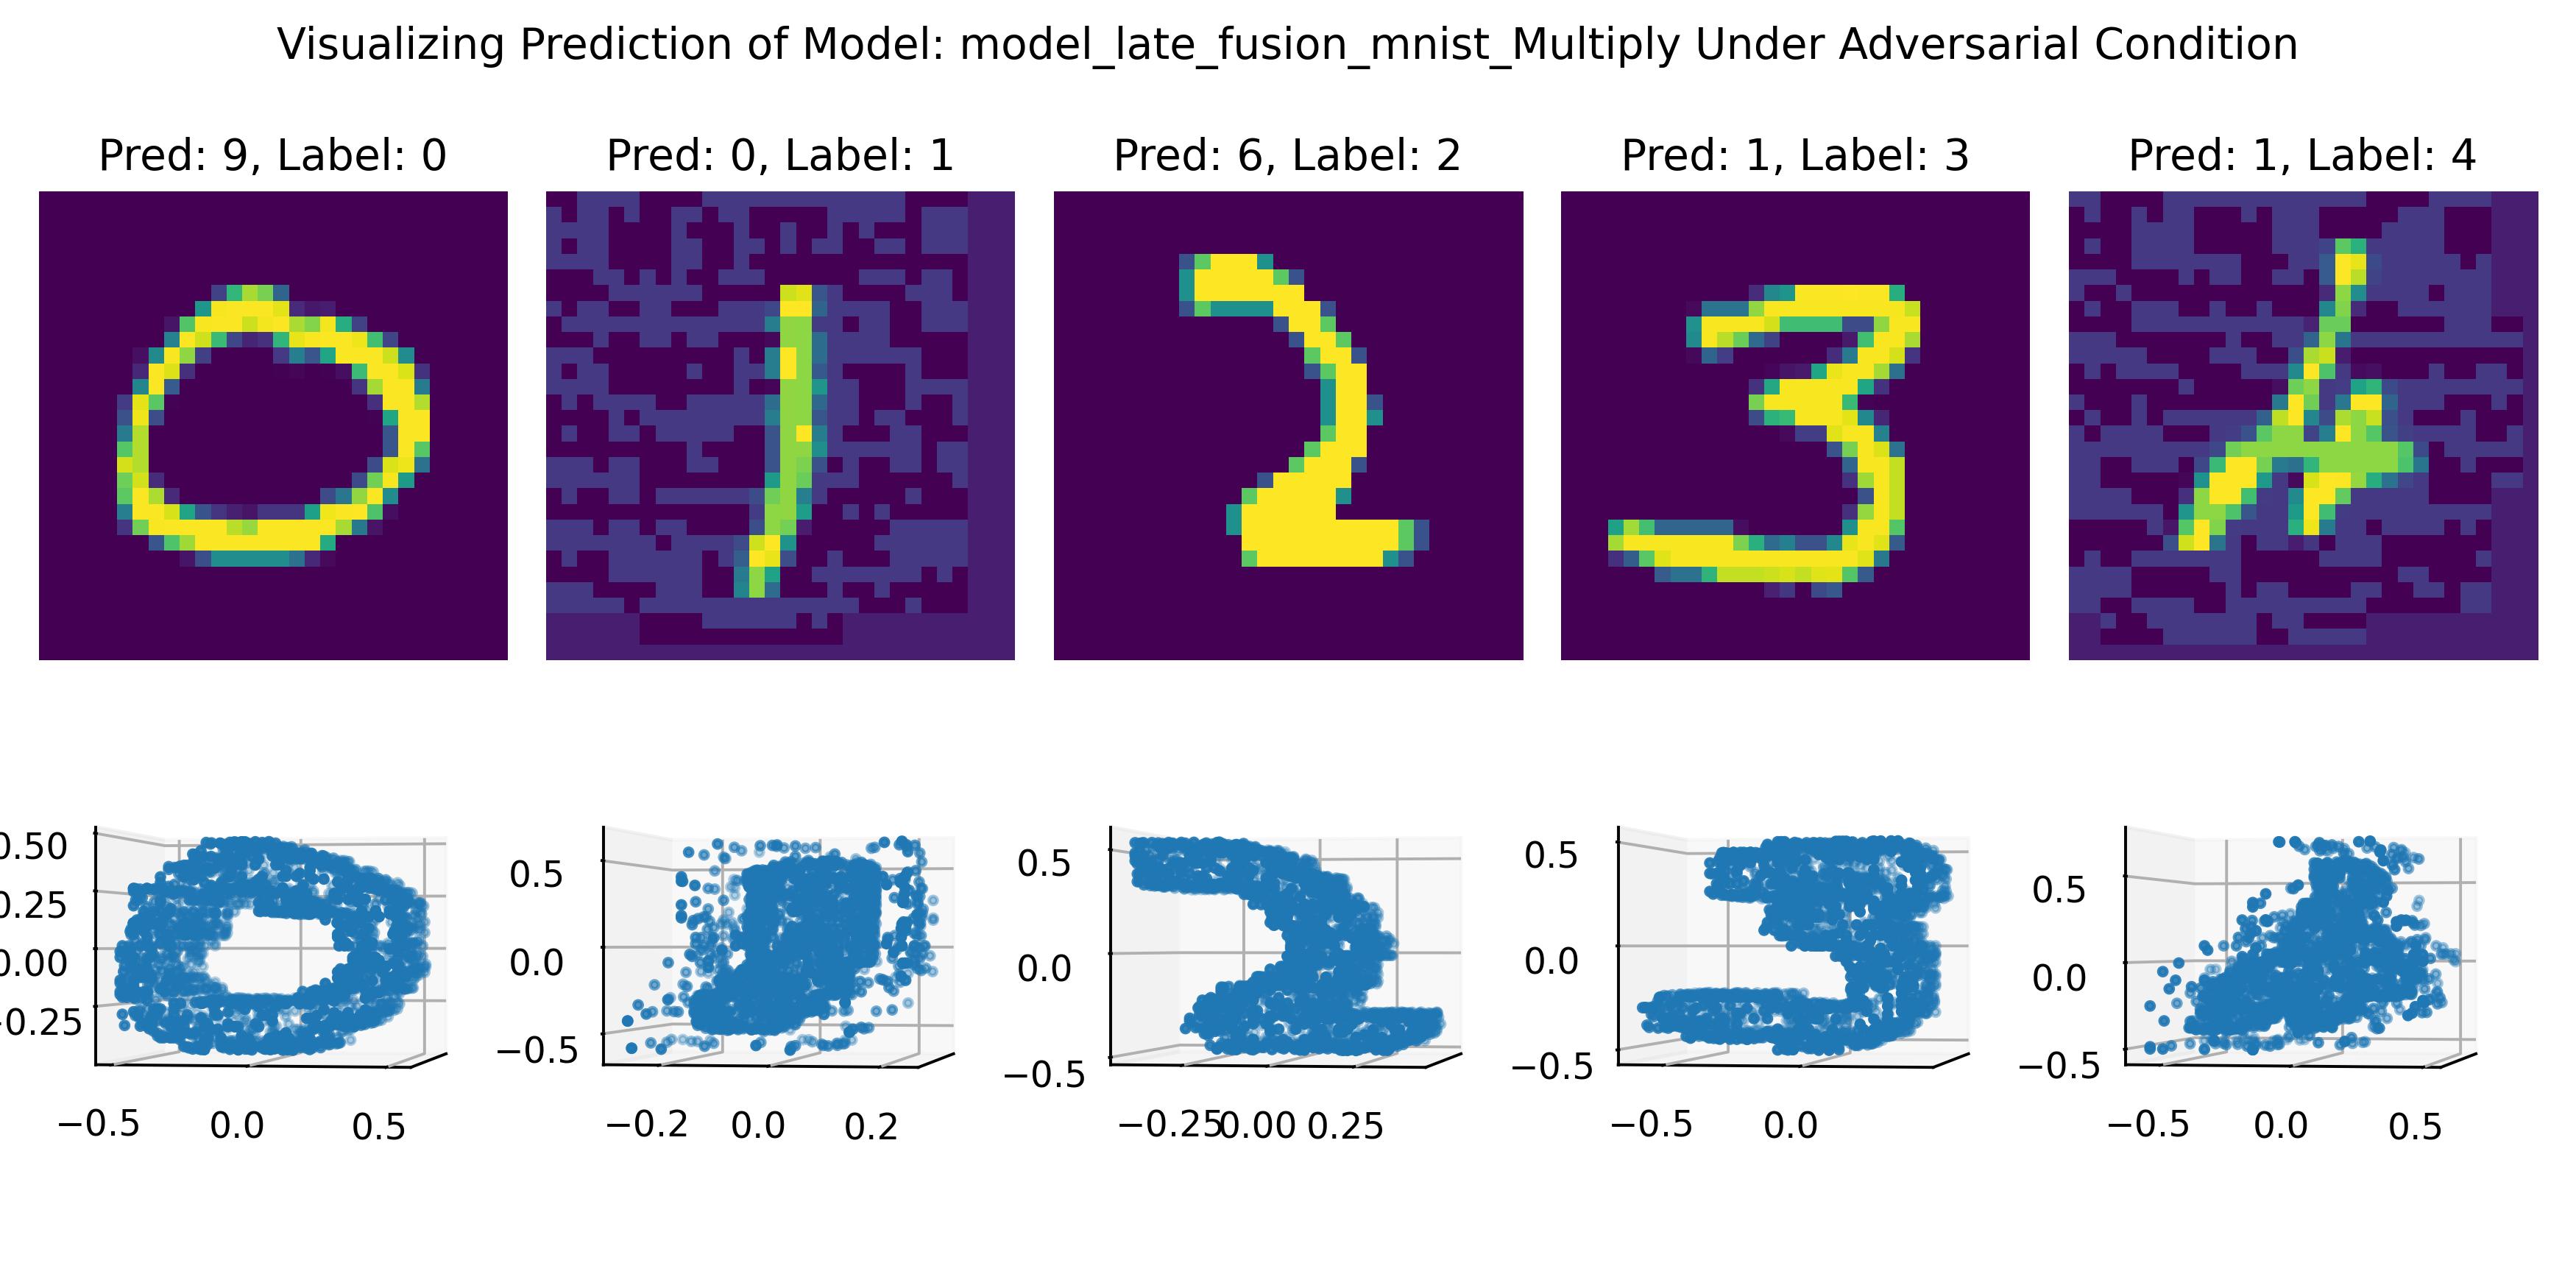 Visualizing Prediction of Model: model_late_fusion_mnist_Multiply Under Adversarial Condition
Pred: 9, Label: 0
Pred: 0, Label: 1
Pred: 6, Label: 2
Pred: 1, Label: 3
Pred: 1, Label: 4
0.50
0.25
0.00
-0.25
−0.5 0.0 0.5
0.5
0.0
−0.5
−0.2 0.0 0.2
0.5
0.0
−0.5
−0.25 0.00 0.25
0.5
0.0
−0.5
−0.5 0.0
0.5
0.0
−0.5
−0.5 0.0 0.5